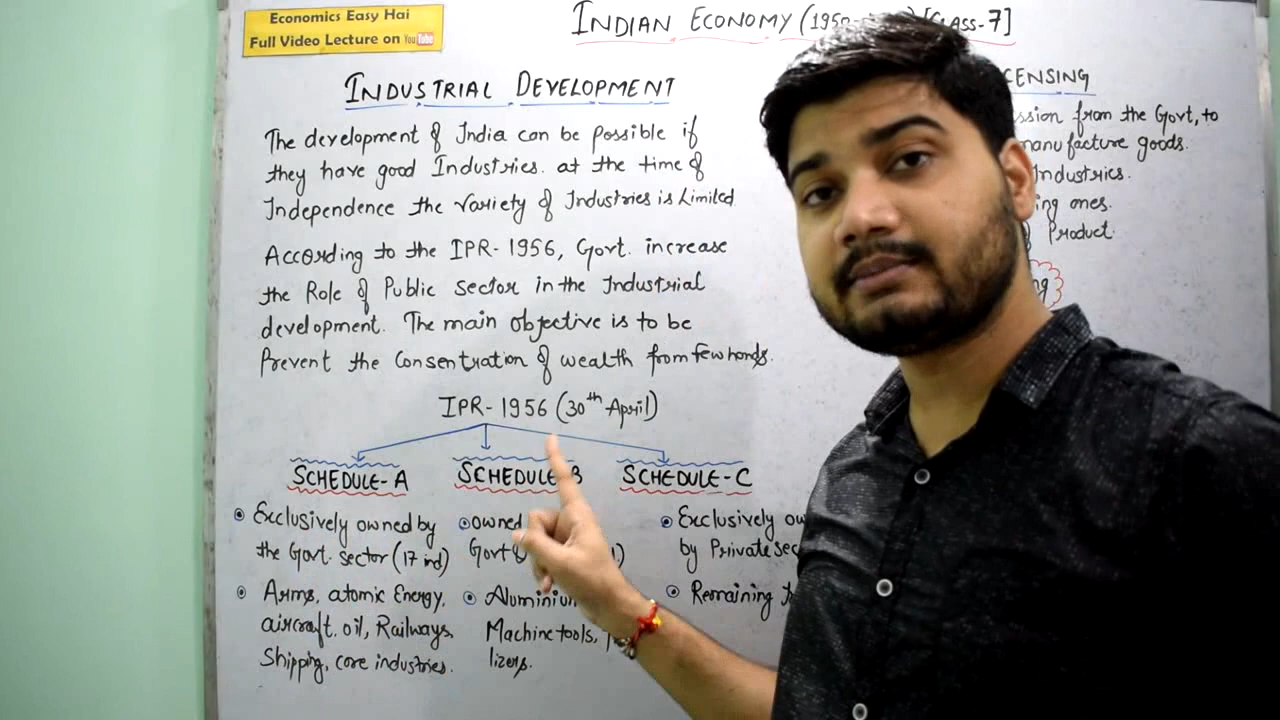 Economics Easy Hai
Full Video Lecture on YouTube
INDIAN ECONOMY (1950- [CLASS-7]
INDUSTRIAL DEVELOPMENT
The development of India can be possible if
they have good Industries. at the time of
Independence the variety of Industries is Limited
According to the IPR-1956, Govt. increase
the Role of Public Sector in the Industrial
development. The main objective is to be
Prevent the Consentration of wealth from few hands.
IPR-1956 (30th April)
SCHEDULE-A
SCHEDULE-B
SCHEDULE-C
Exclusively owned by
the Govt. sector (17 ind)
Arms, atomic Energy,
aircraft. oil, Railways.
Shipping, core industries.
owned
Govt
Machine tools,
lizers.
Exclusively
by Private
Remaining
from the Govt, to
manufacture goods.
Industries.
ones.
Product.